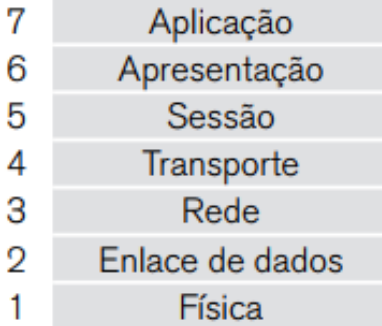 7 Aplicação
6 Apresentação
5 Sessão
4 Transporte
3 Rede
2 Enlace de dados
1 Física